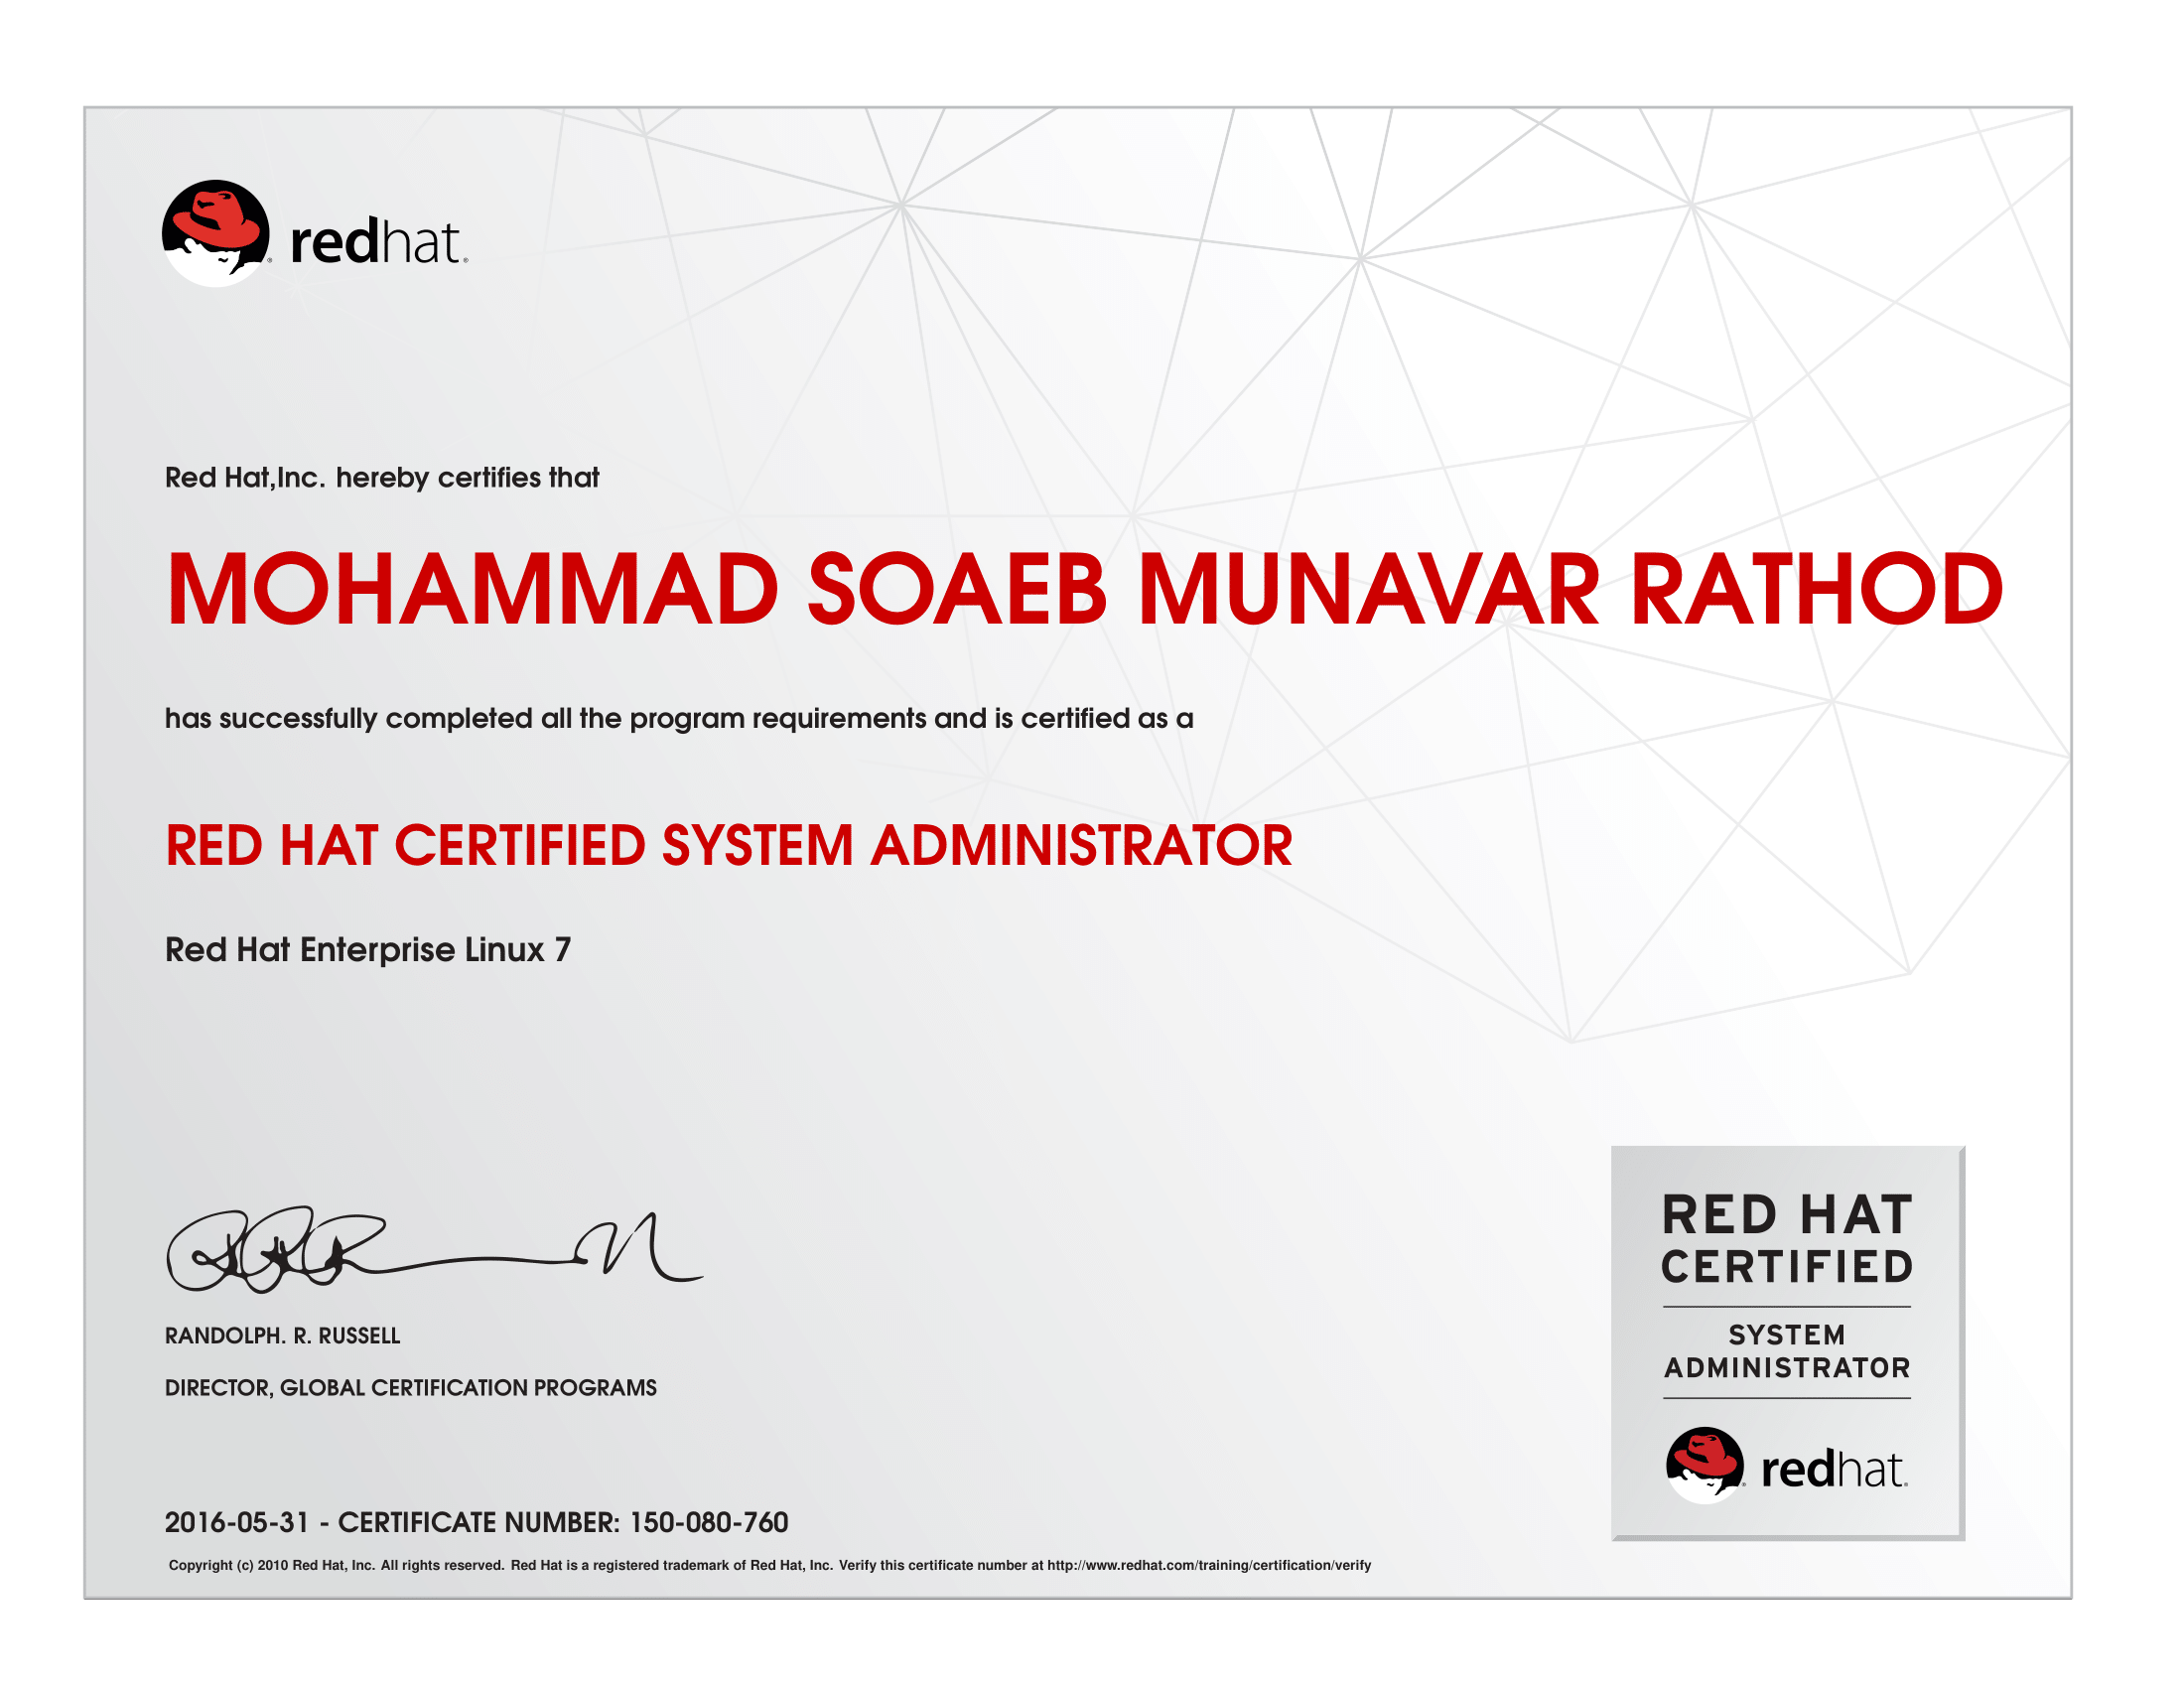 redhat®
Red Hat,Inc. hereby certifies that
MOHAMMAD SOAEB MUNAVAR RATHOD
has successfully completed all the program requirements and is certified as a
RED HAT CERTIFIED SYSTEM ADMINISTRATOR
Red Hat Enterprise Linux 7
RANDOLPH. R. RUSSELL
DIRECTOR, GLOBAL CERTIFICATION PROGRAMS
2016-05-31 - CERTIFICATE NUMBER: 150-080-760
Copyright (c) 2010 Red Hat, Inc. All rights reserved. Red Hat is a registered trademark of Red Hat, Inc. Verify this certificate number at http://www.redhat.com/training/certification/verify
RED HAT
CERTIFIED
SYSTEM
ADMINISTRATOR
redhat®